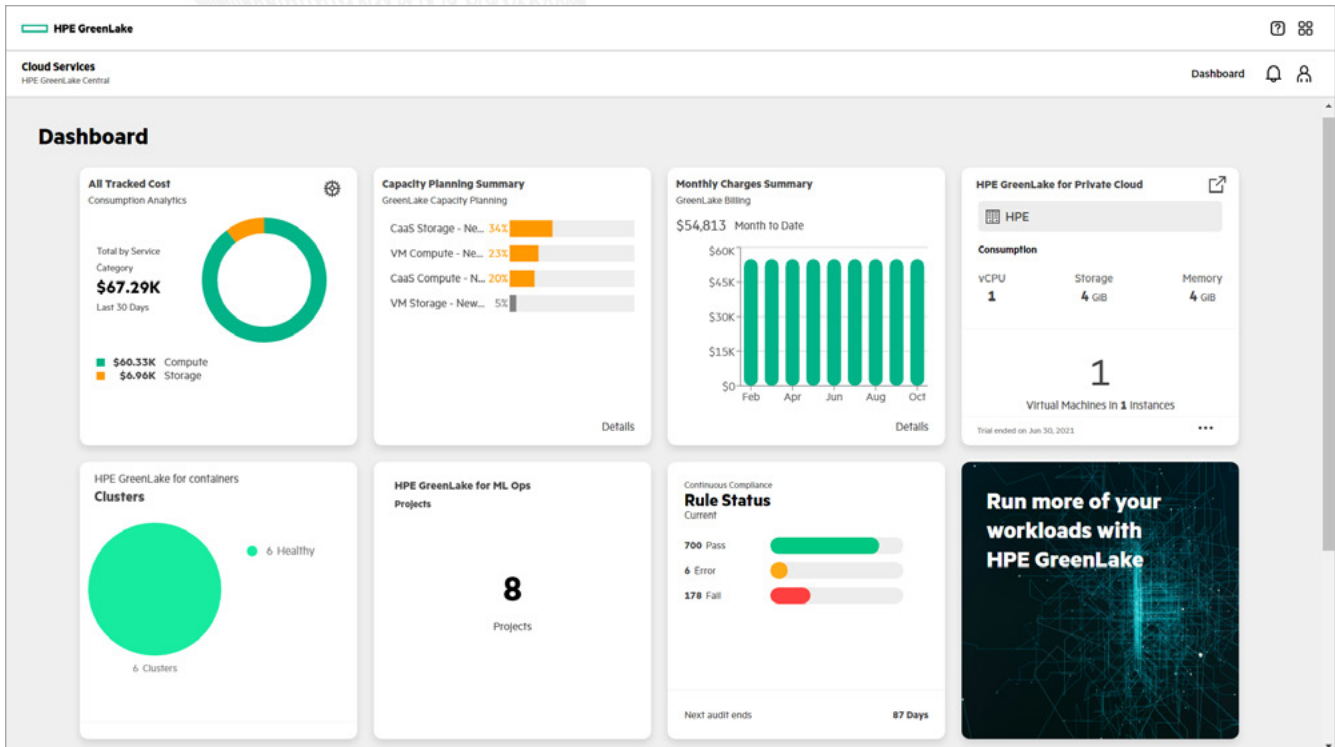 HPE GreenLake
Cloud Services
HPE GreenLake Central
Dashboard
Dashboard
All Tracked Cost
Consumption Analytics
Total by Service
Category
$67.29K
Last 30 Days
$60.33K Compute
$6.96K Storage
Capacity Planning Summary
GreenLake Capacity Planning
CaaS Storage - Ne... 34%
VM Compute - Ne... 23%
CaaS Compute - N... 20%
VM Storage - New... 5%
Details
Monthly Charges Summary
GreenLake Billing
$54,813 Month to Date
$60K
$45K
$30K
$15K
$0
Feb Apr Jun Aug Oct
Details
HPE GreenLake for Private Cloud
HPE
Consumption
vCPU Storage Memory
1 4 GiB 4 GiB
1
Virtual Machines in 1 Instances
Trial ended on Jun 30, 2021
HPE GreenLake for containers
Clusters
6 Healthy
6 Clusters
HPE GreenLake for ML Ops
Projects
8
Projects
Continuous Compliance
Rule Status
Current
700 Pass
6 Error
178 Fail
Next audit ends 87 Days
Run more of your
workloads with
HPE GreenLake